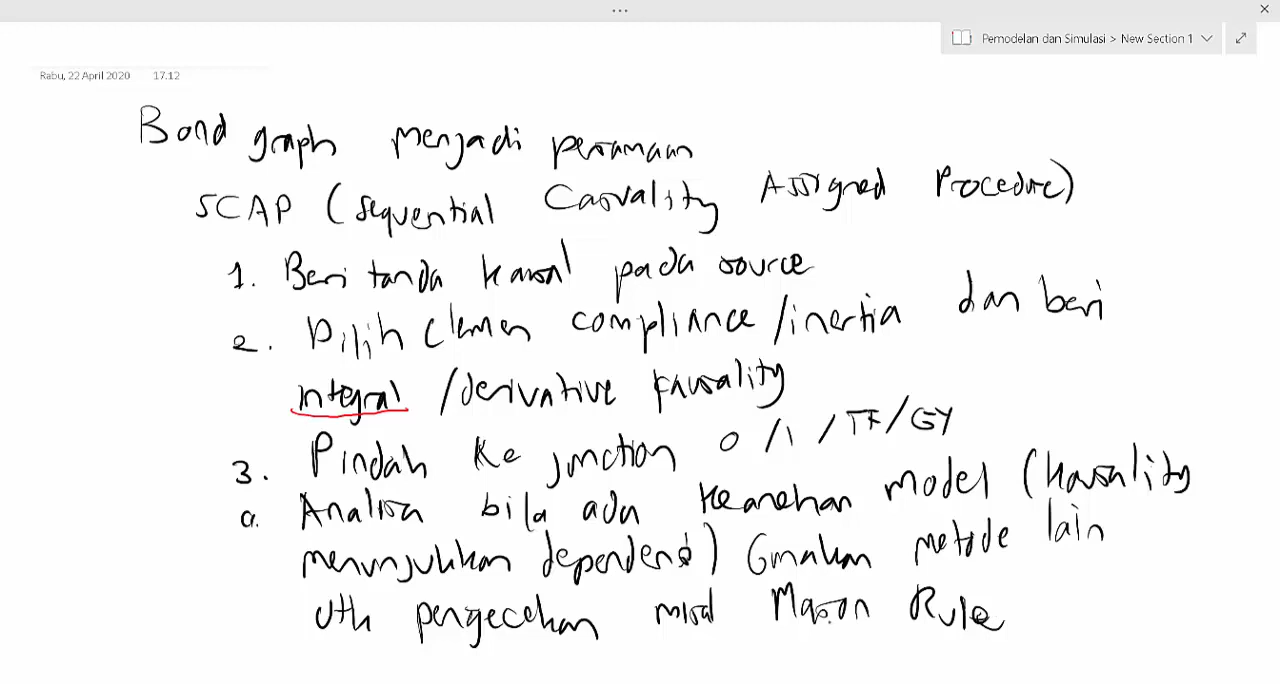 ...
Pemodelan dan Simulasi > New Section 1
Rabu, 22 April 2020 17.12
Bond graph menjadi persamaan
SCAP (Sequential Casuality Assigned Procedure)
1. Beri tanda kausal pada source
2. Pilih elemen compliance/inertia dan beri
integral/derivative kausality
3. Pindah ke junction 0/1/TF/GY
a. Analisa bila ada keanehan model (kausality
menunjukkan dependensi) Gunakan metode lain
utk pengecekan misal Mason Rule